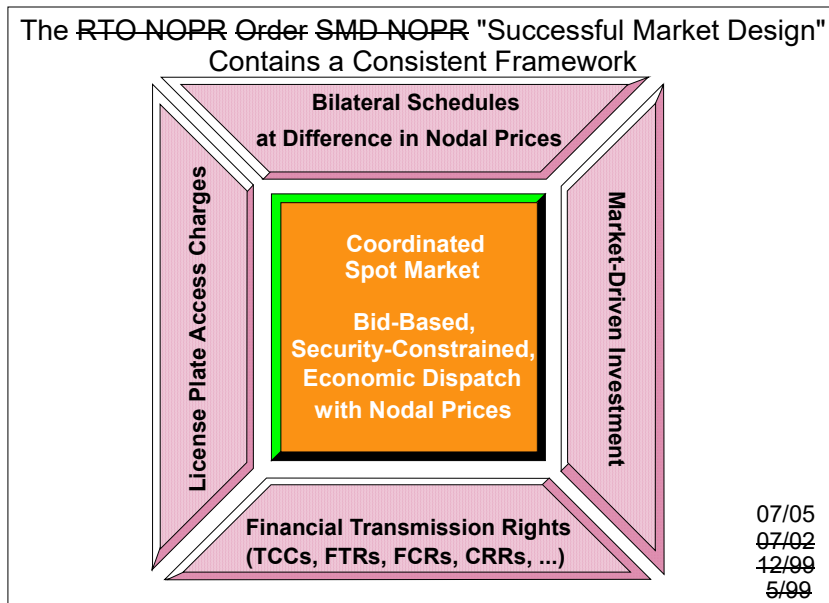 The RTO NOPR Order SMD NOPR "Successful Market Design"
Contains a Consistent Framework
Bilateral Schedules
at Difference in Nodal Prices
License Plate Access Charges
Coordinated
Spot Market
Bid-Based,
Security-Constrained,
Economic Dispatch
with Nodal Prices
Market-Driven Investment
Financial Transmission Rights
(TCCs, FTRs, FCRs, CRRs, ...)
07/05
07/02
12/99
5/99